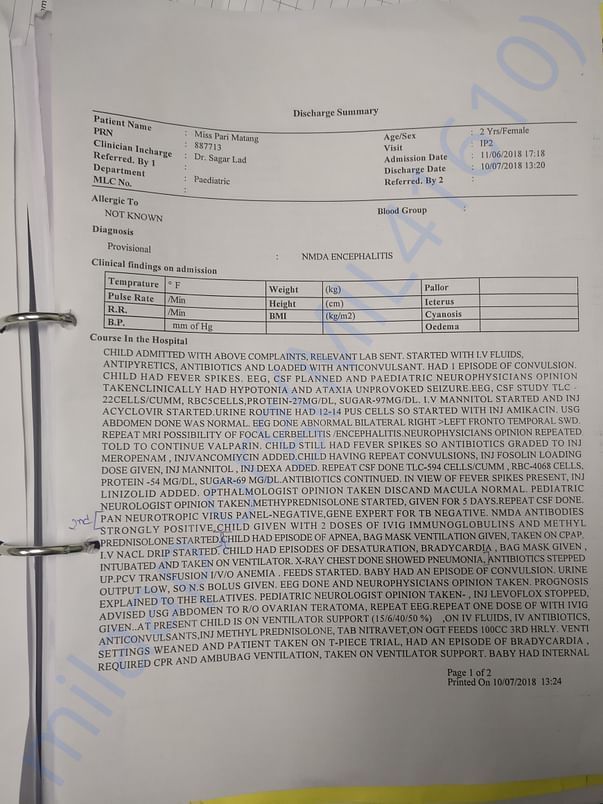 Discharge Summary
Patient Name : Miss Pari Matang Age/Sex : 2 Yrs/Female
PRN : 887713 Visit : IP2
Clinician Incharge : Dr. Sagar Lad Admission Date : 11/06/2018 17:18
Referred. By 1 : Discharge Date : 10/07/2018 13:20
Department : Paediatric Referred. By 2 :
MLC No. :
Allergic To Blood Group :
NOT KNOWN
Diagnosis
Provisional : NMDA ENCEPHALITIS
Clinical findings on admission
Temprature ° F Weight (kg) Pallor
Pulse Rate /Min Height (cm) Icterus
R.R. /Min BMI (kg/m2) Cyanosis
B.P. mm of Hg Oedema
Course In the Hospital
CHILD ADMITTED WITH ABOVE COMPLAINTS, RELEVANT LAB SENT. STARTED WITH I.V FLUIDS,
ANTIPYRETICS, ANTIBIOTICS AND LOADED WITH ANTICONVULSANT. HAD 1 EPISODE OF CONVULSION.
CHILD HAD FEVER SPIKES. EEG, CSF PLANNED AND PAEDIATRIC NEUROPHYSICIANS OPINION
TAKENCLINICALLY HAD HYPOTONIA AND ATAXIA UNPROVOKED SEIZURE.EEG, CSF STUDY TLC -
22CELLS/CUMM, RBC5CELLS,PROTEIN-27MG/DL, SUGAR-97MG/DL. I.V MANNITOL STARTED AND INJ
ACYCLOVIR STARTED.URINE ROUTINE HAD 12-14 PUS CELLS SO STARTED WITH INJ AMIKACIN. USG
ABDOMEN DONE WAS NORMAL. EEG DONE ABNORMAL BILATERAL RIGHT >LEFT FRONTO TEMPORAL SWD.
REPEAT MRI POSSIBILITY OF FOCAL CERBELLITIS /ENCEPHALITIS.NEUROPHYSICIANS OPINION REPEATED
TOLD TO CONTINUE VALPARIN. CHILD STILL HAD FEVER SPIKES SO ANTIBIOTICS GRADED TO INJ
MEROPENAM , INJVANCOMYCIN ADDED.CHILD HAVING REPEAT CONVULSIONS, INJ FOSOLIN LOADING
DOSE GIVEN, INJ MANNITOL , INJ DEXA ADDED. REPEAT CSF DONE TLC-594 CELLS/CUMM , RBC-4068 CELLS,
PROTEIN -54 MG/DL, SUGAR-69 MG/DL.ANTIBIOTICS CONTINUED. IN VIEW OF FEVER SPIKES PRESENT, INJ
LINIZOLID ADDED. OPTHALMOLOGIST OPINION TAKEN DISCAND MACULA NORMAL. PEDIATRIC
NEUROLOGIST OPINION TAKEN.METHYPREDNISOLONE STARTED, GIVEN FOR 5 DAYS.REPEAT CSF DONE.
2nd PAN NEUROTROPIC VIRUS PANEL-NEGATIVE,GENE EXPERT FOR TB NEGATIVE. NMDA ANTIBODIES
STRONGLY POSITIVE,CHILD GIVEN WITH 2 DOSES OF IVIG IMMUNOGLOBULINS AND METHYL
PREDNISOLONE STARTED.CHILD HAD EPISODE OF APNEA, BAG MASK VENTILATION GIVEN, TAKEN ON CPAP.
I.V NACL DRIP STARTED. CHILD HAD EPISODES OF DESATURATION, BRADYCARDIA , BAG MASK GIVEN ,
INTUBATED AND TAKEN ON VENTILATOR. X-RAY CHEST DONE SHOWED PNEUMONIA, ANTIBIOTICS STEPPED
UP.PCV TRANSFUSION I/V/O ANEMIA . FEEDS STARTED. BABY HAD AN EPISODE OF CONVULSION. URINE
OUTPUT LOW, SO N.S BOLUS GIVEN. EEG DONE AND NEUROPHYSICIANS OPINION TAKEN. PROGNOSIS
EXPLAINED TO THE RELATIVES. PEDIATRIC NEUROLOGIST OPINION TAKEN- , INJ LEVOFLOX STOPPED,
ADVISED USG ABDOMEN TO R/O OVARIAN TERATOMA, REPEAT EEG.REPEAT ONE DOSE OF WITH IVIG
GIVEN..AT PRESENT CHILD IS ON VENTILATOR SUPPORT (15/6/40/50 %) ,ON IV FLUIDS, IV ANTIBIOTICS,
ANTICONVULSANTS,INJ METHYL PREDNISOLONE, TAB NITRAVET,ON OGT FEEDS 100CC 3RD HRLY. VENTI
SETTINGS WEANED AND PATIENT TAKEN ON T-PIECE TRIAL, HAD AN EPISODE OF BRADYCARDIA ,
REQUIRED CPR AND AMBUBAG VENTILATION, TAKEN ON VENTILATOR SUPPORT. BABY HAD INTERNAL
Page 1 of 2
Printed On 10/07/2018 13:24